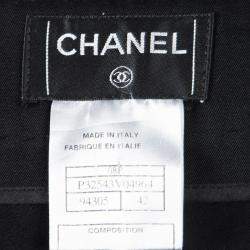 CHANEL
MADE IN ITALY
FABRIQUE EN ITALIE
P32543V04964
94305 42
COMPOSITION